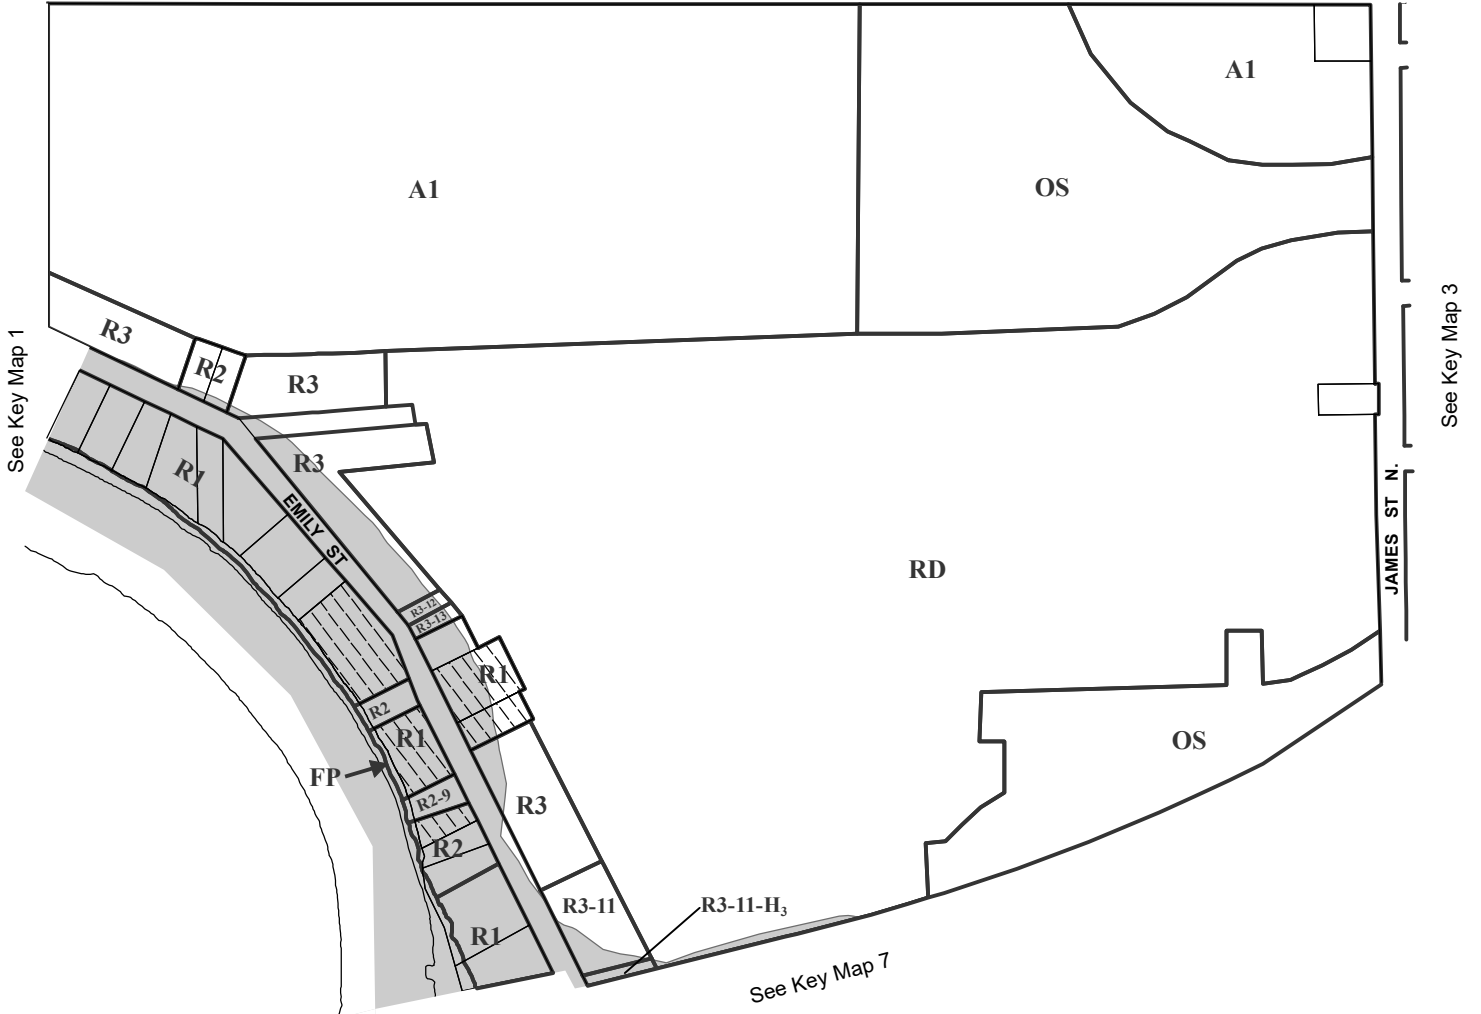 A1
A1
OS
See Key Map 1
R3
R2
R3
See Key Map 3
R3
R1
EMILY ST
JAMES ST N.
RD
R3-12
R3-13
R1
R2
R1
OS
FP
R2-9
R3
R2
R3-11
R3-11-H₃
R1
See Key Map 7